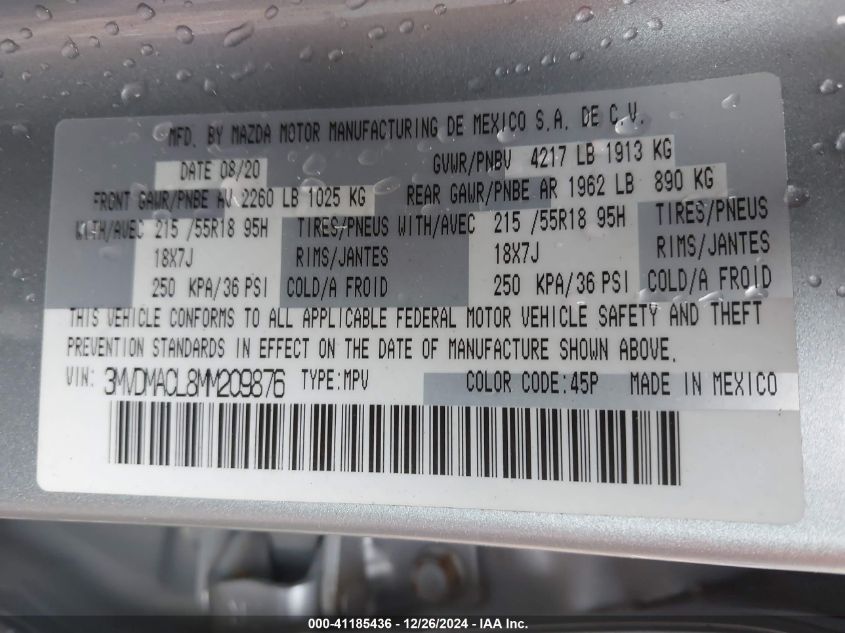 MFD. BY MAZDA MOTOR MANUFACTURING DE MEXICO S.A. DE C.V.
DATE 08/20 GVWR/PNBV 4217 LB 1913 KG
FRONT GAWR/PNBE AV 2260 LB 1025 KG REAR GAWR/PNBE AR 1962 LB 890 KG
WITH/AVEC 215 /55R18 95H TIRES/PNEUS WITH/AVEC 215 /55R18 95H TIRES/PNEUS
18X7J RIMS/JANTES 18X7J RIMS/JANTES
250 KPA/36 PSI COLD/A FROID 250 KPA/36 PSI COLD/A FROID
THIS VEHICLE CONFORMS TO ALL APPLICABLE FEDERAL MOTOR VEHICLE SAFETY AND THEFT
PREVENTION STANDARDS IN EFFECT ON THE DATE OF MANUFACTURE SHOWN ABOVE.
VIN: 3MVDMACL8MM209876 TYPE:MPV COLOR CODE:45P MADE IN MEXICO
000-41185436 - 12/26/2024 - IAA Inc.